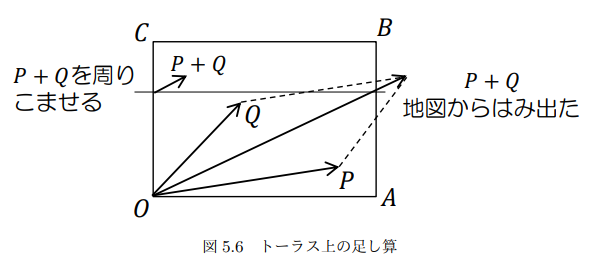 C
B
P + Qを周り
こませる
P + Q
P + Q
地図からはみ出た
Q
P
O
A
図 5.6 トーラス上の足し算